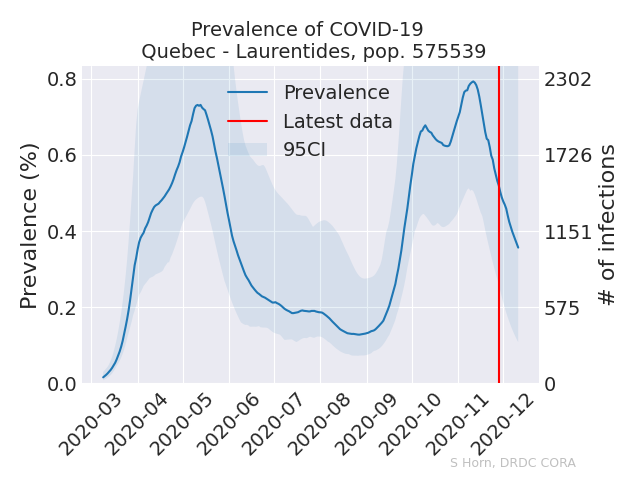 Prevalence of COVID-19
Quebec - Laurentides, pop. 575539
Prevalence
Latest data
95CI
0.8
0.6
0.4
0.2
0.0
Prevalence (%)
2302
1726
1151
575
0
# of infections
2020-03
2020-04
2020-05
2020-06
2020-07
2020-08
2020-09
2020-10
2020-11
2020-12
S Horn, DRDC CORA